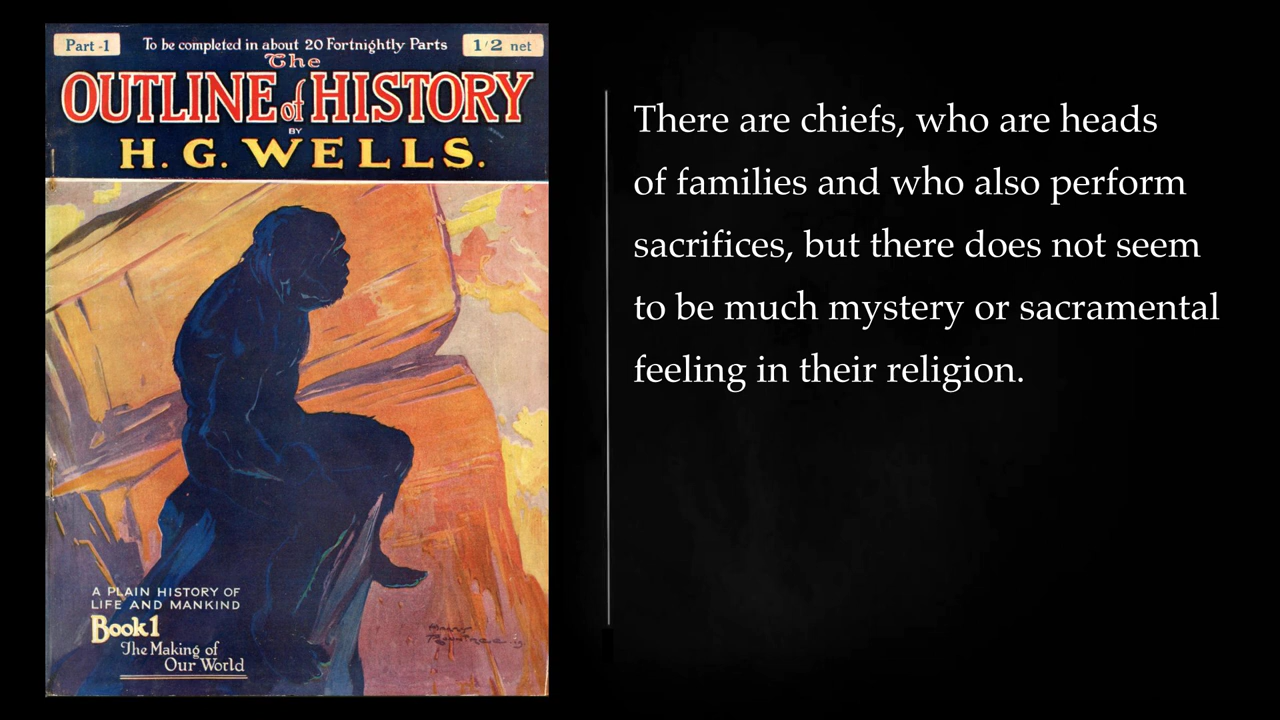 Part -1
To be completed in about 20 Fortnightly Parts
1/2 net
The
OUTLINE of HISTORY
BY
H. G. WELLS.
A PLAIN HISTORY OF
LIFE AND MANKIND
Book 1
The Making of
Our World
There are chiefs, who are heads
of families and who also perform
sacrifices, but there does not seem
to be much mystery or sacramental
feeling in their religion.